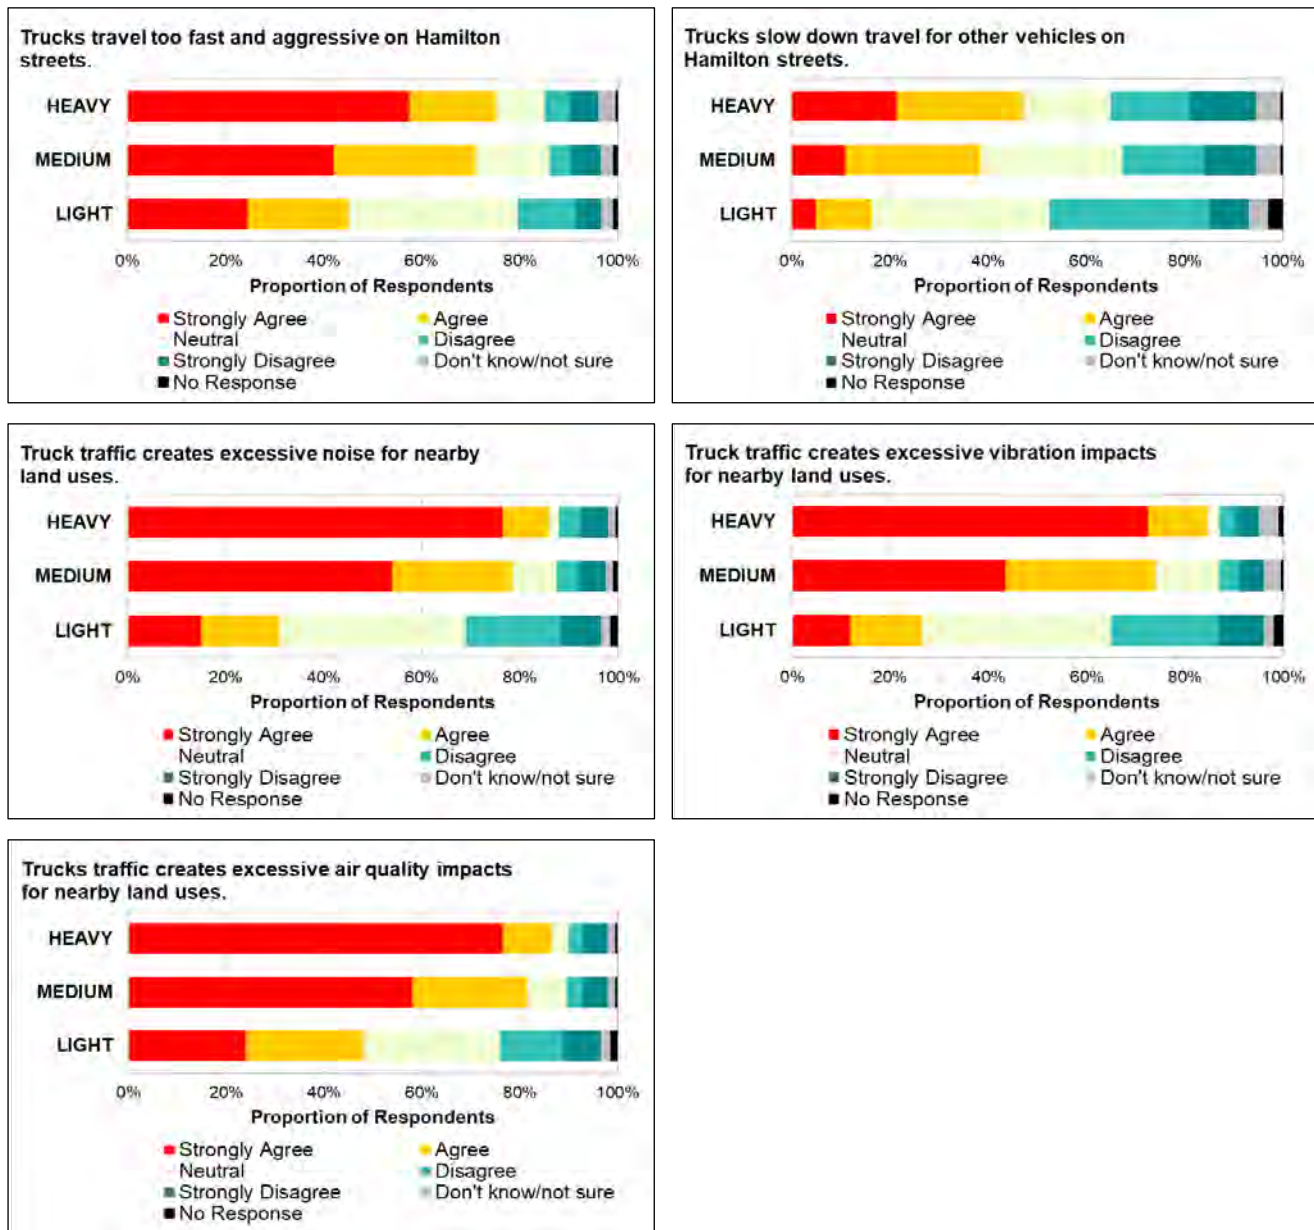 Trucks travel too fast and aggressive on Hamilton
streets.
HEAVY
MEDIUM
LIGHT
0% 20% 40% 60% 80% 100%
Proportion of Respondents
Strongly Agree Agree
Neutral Disagree
Strongly Disagree Don't know/not sure
No Response
Trucks slow down travel for other vehicles on
Hamilton streets.
HEAVY
MEDIUM
LIGHT
0% 20% 40% 60% 80% 100%
Proportion of Respondents
Strongly Agree Agree
Neutral Disagree
Strongly Disagree Don't know/not sure
No Response
Truck traffic creates excessive noise for nearby
land uses.
HEAVY
MEDIUM
LIGHT
0% 20% 40% 60% 80% 100%
Proportion of Respondents
Strongly Agree Agree
Neutral Disagree
Strongly Disagree Don't know/not sure
No Response
Truck traffic creates excessive vibration impacts
for nearby land uses.
HEAVY
MEDIUM
LIGHT
0% 20% 40% 60% 80% 100%
Proportion of Respondents
Strongly Agree Agree
Neutral Disagree
Strongly Disagree Don't know/not sure
No Response
Trucks traffic creates excessive air quality impacts
for nearby land uses.
HEAVY
MEDIUM
LIGHT
0% 20% 40% 60% 80% 100%
Proportion of Respondents
Strongly Agree Agree
Neutral Disagree
Strongly Disagree Don't know/not sure
No Response